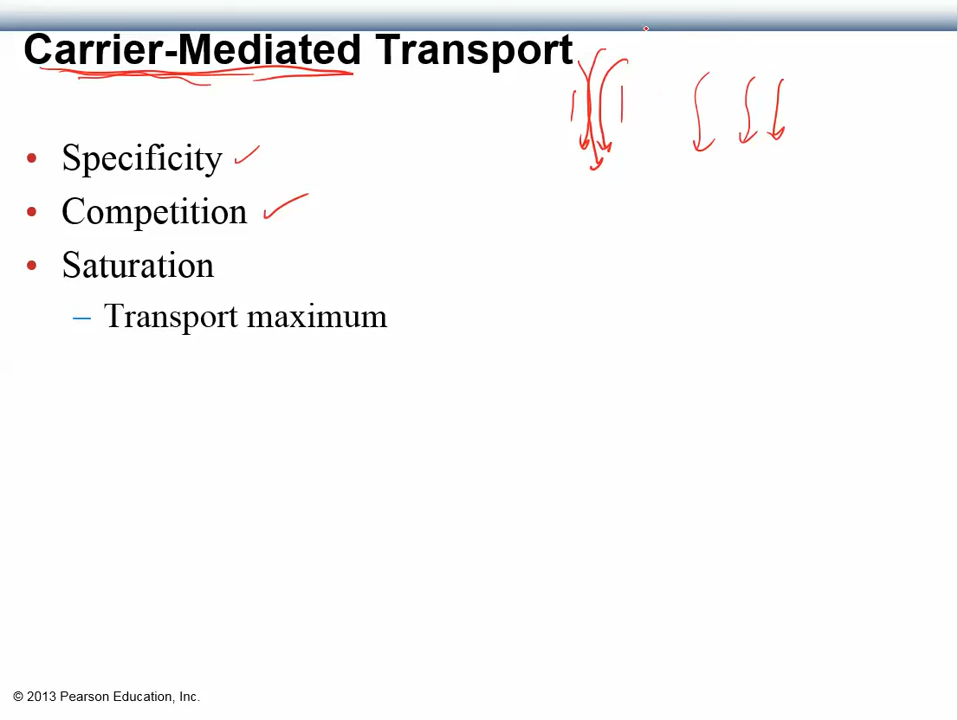 Carrier-Mediated Transport
• Specificity
• Competition
• Saturation
– Transport maximum
© 2013 Pearson Education, Inc.